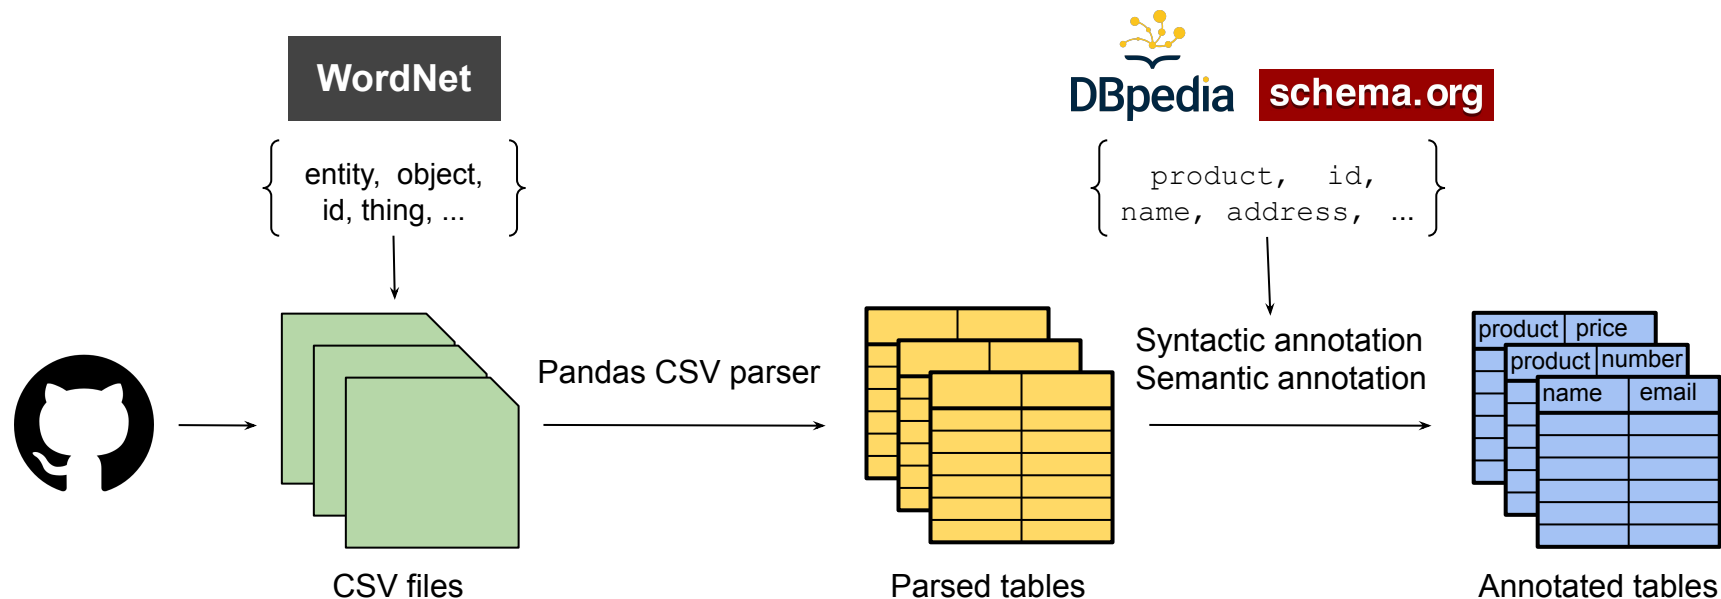 WordNet
entity, object,
id, thing, ...
DBpedia
schema.org
product, id,
name, address, ...
Pandas CSV parser
Syntactic annotation
Semantic annotation
product price
product number
name email
CSV files
Parsed tables
Annotated tables